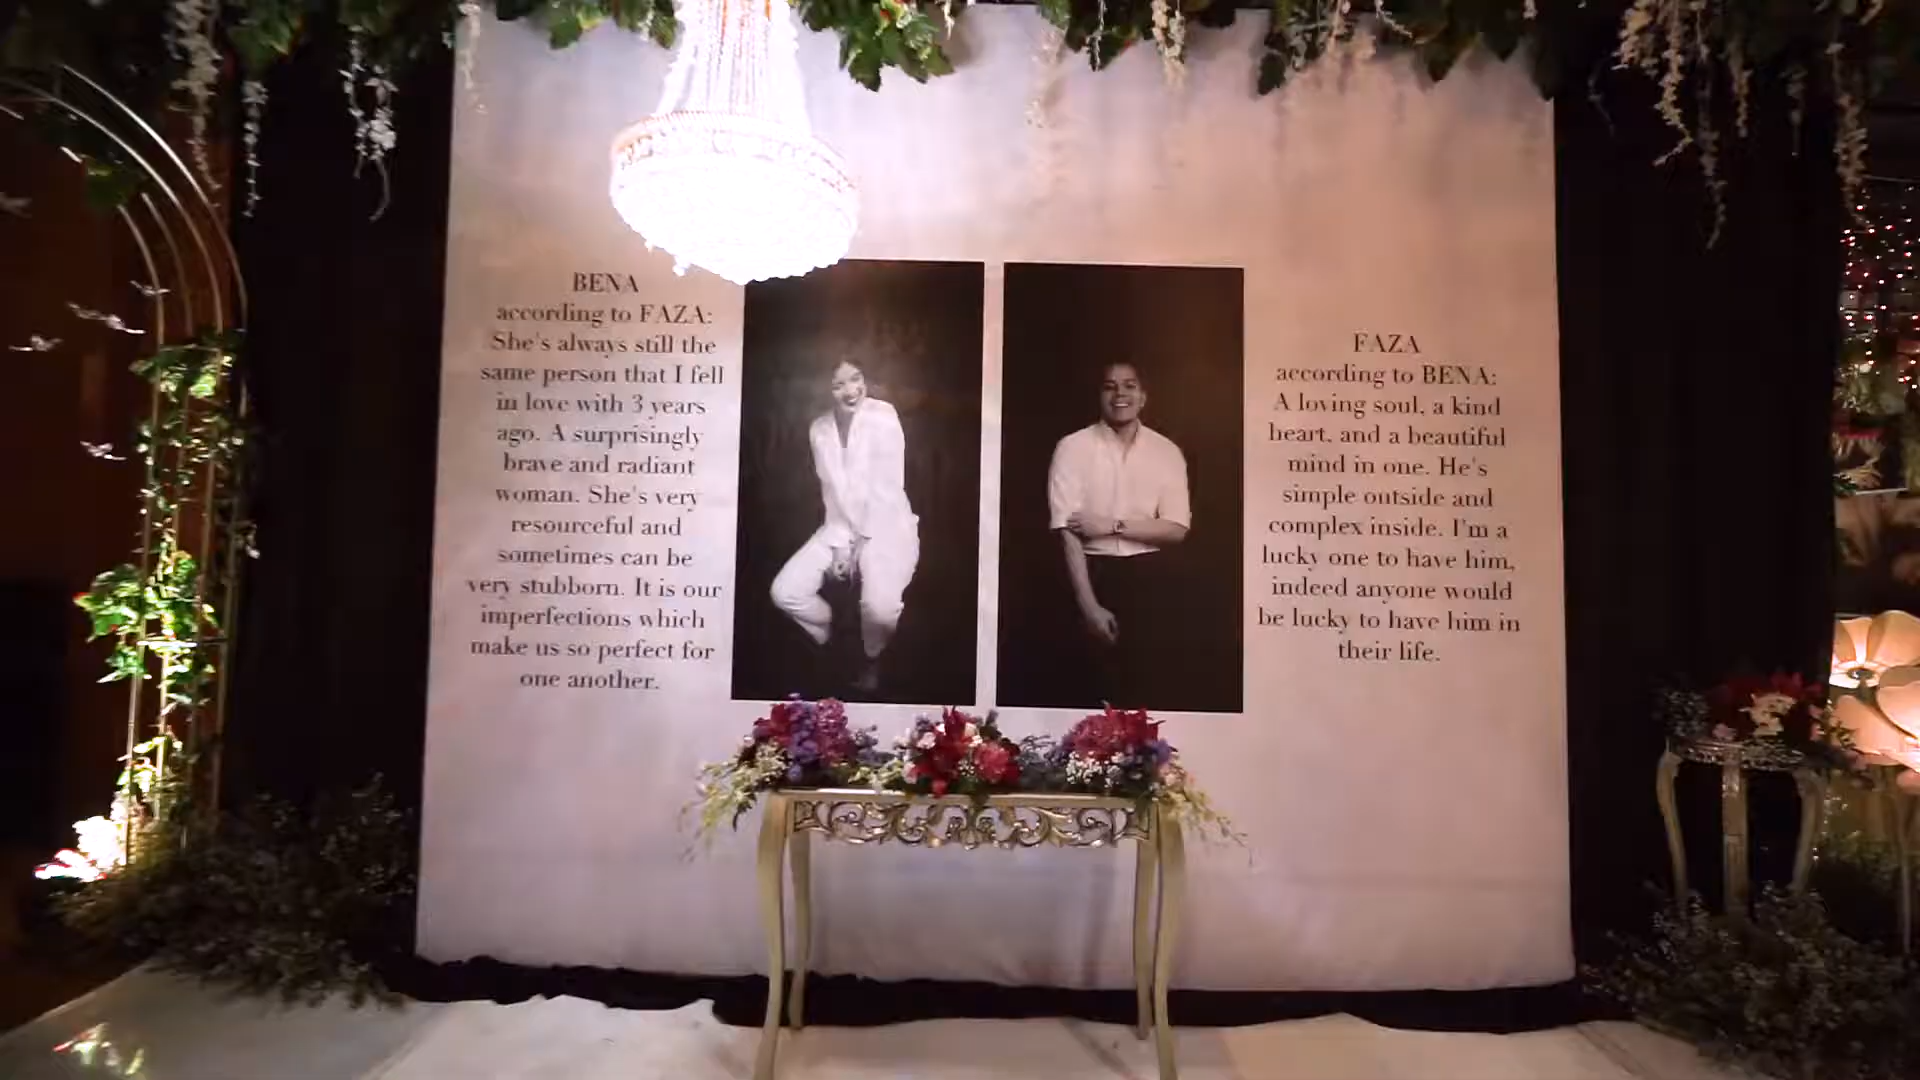 BENA
according to FAZA:
She's always still the
same person that I fell
in love with 3 years
ago. A surprisingly
brave and radiant
woman. She's very
resourceful and
sometimes can be
very stubborn. It is our
imperfections which
make us so perfect for
one another.
FAZA
according to BENA:
A loving soul, a kind
heart, and a beautiful
mind in one. He's
simple outside and
complex inside. I'm a
lucky one to have him,
indeed anyone would
be lucky to have him in
their life.